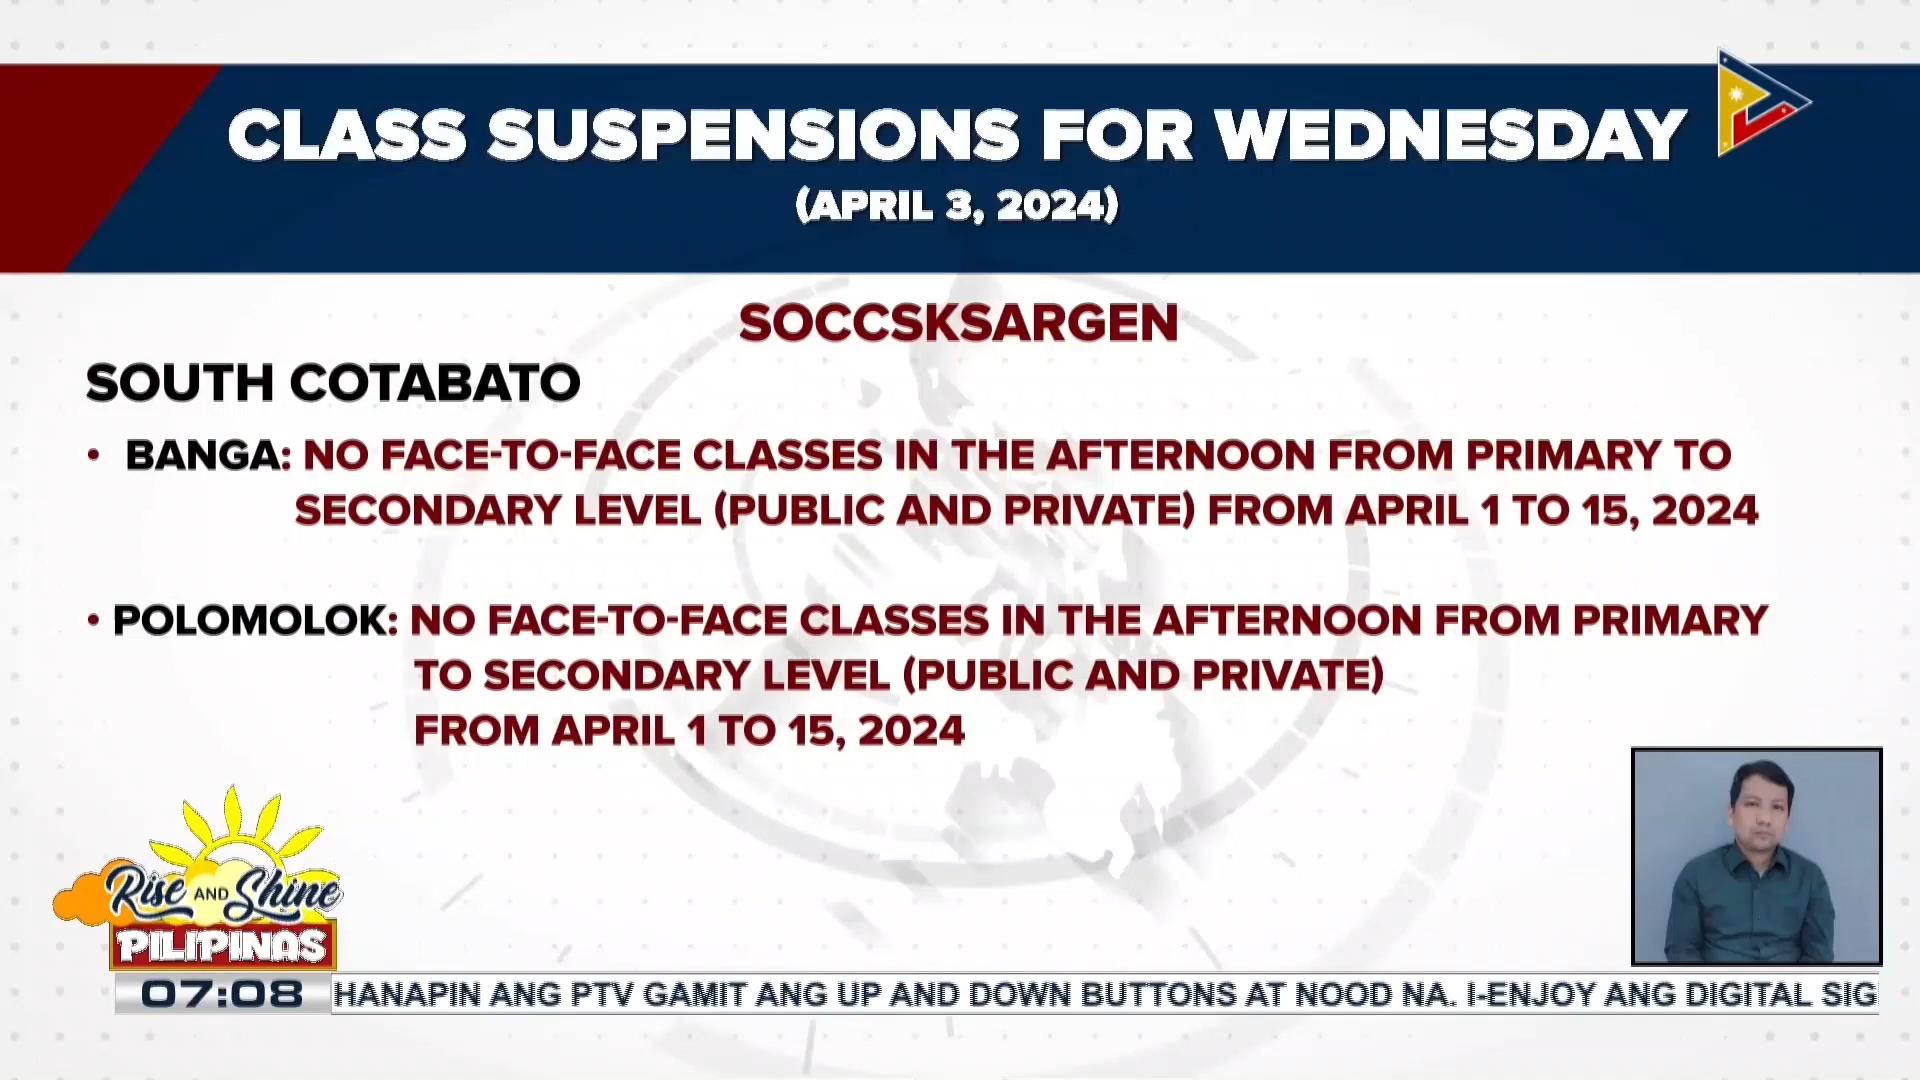 CLASS SUSPENSIONS FOR WEDNESDAY
(APRIL 3, 2024)
SOCCSKSARGEN
SOUTH COTABATO
• BANGA: NO FACE-TO-FACE CLASSES IN THE AFTERNOON FROM PRIMARY TO
SECONDARY LEVEL (PUBLIC AND PRIVATE) FROM APRIL 1 TO 15, 2024
• POLOMOLOK: NO FACE-TO-FACE CLASSES IN THE AFTERNOON FROM PRIMARY
TO SECONDARY LEVEL (PUBLIC AND PRIVATE)
FROM APRIL 1 TO 15, 2024
Rise AND Shine
PILIPINAS
07:08 HANAPIN ANG PTV GAMIT ANG UP AND DOWN BUTTONS AT NOOD NA. I-ENJOY ANG DIGITAL SIG